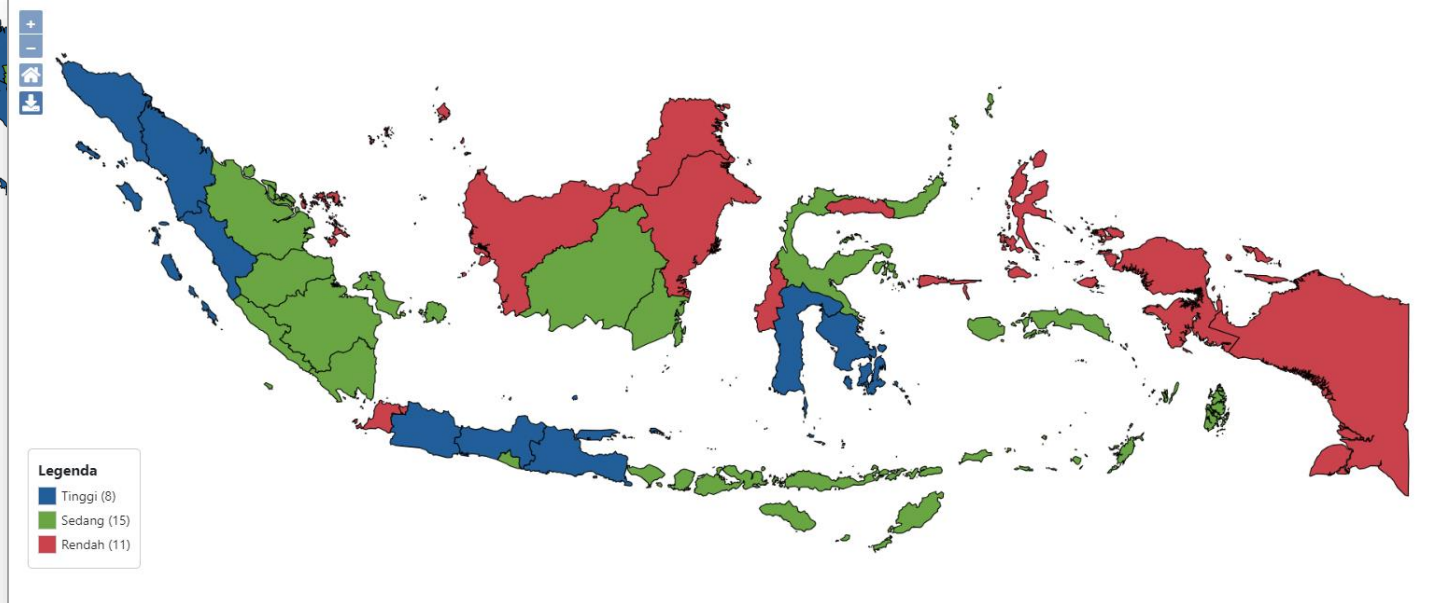 +
−
Legenda
Tinggi (8)
Sedang (15)
Rendah (11)